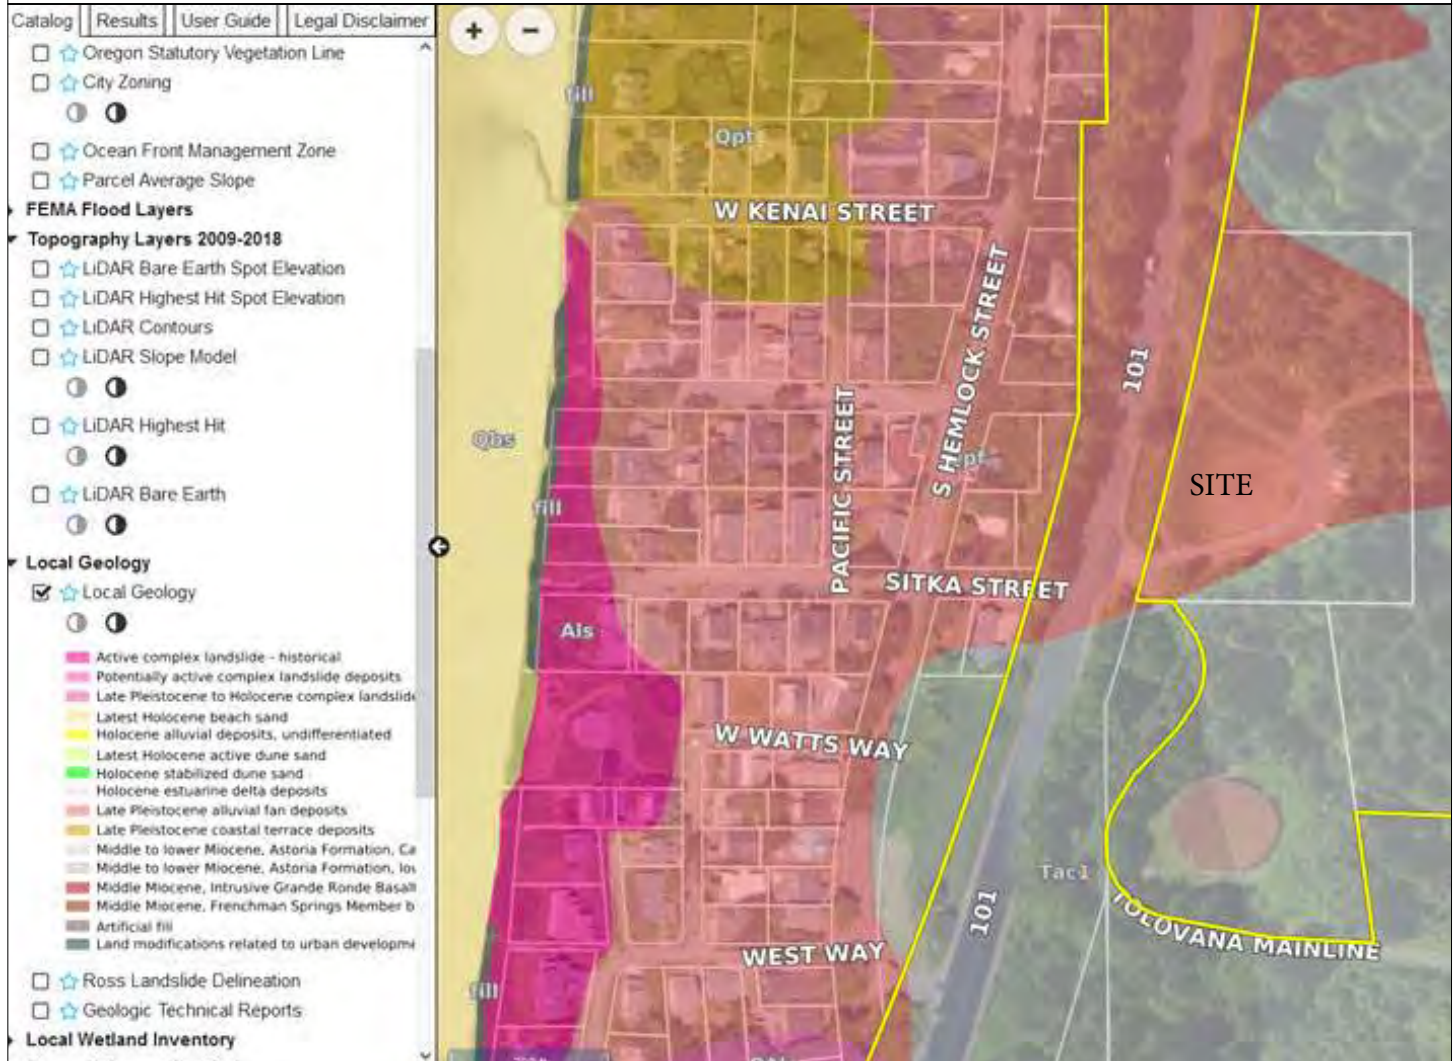 Catalog
Results
User Guide
Legal Disclaimer
Oregon Statutory Vegetation Line
City Zoning
Ocean Front Management Zone
Parcel Average Slope
FEMA Flood Layers
Topography Layers 2009-2018
LiDAR Bare Earth Spot Elevation
LiDAR Highest Hit Spot Elevation
LiDAR Contours
LiDAR Slope Model
LiDAR Highest Hit
LiDAR Bare Earth
Local Geology
Local Geology
Active complex landslide - historical
Potentially active complex landslide deposits
Late Pleistocene to Holocene complex landslide
Latest Holocene beach sand
Holocene alluvial deposits, undifferentiated
Latest Holocene active dune sand
Holocene stabilized dune sand
Holocene estuarine delta deposits
Late Pleistocene alluvial fan deposits
Late Pleistocene coastal terrace deposits
Middle to lower Miocene, Astoria Formation, Ca
Middle to lower Miocene, Astoria Formation, lo
Middle Miocene, Intrusive Grande Ronde Basalt
Middle Miocene, Frenchman Springs Member b
Artificial fill
Land modifications related to urban developme
Ross Landslide Delineation
Geologic Technical Reports
Local Wetland Inventory
+
−
fill
Qpt
W KENAI STREET
S HEMLOCK STREET
101
Qbs
PACIFIC STREET
SITE
fill
SITKA STREET
Als
W WATTS WAY
Tac1
101
TOLOVANA MAINLINE
WEST WAY
fill